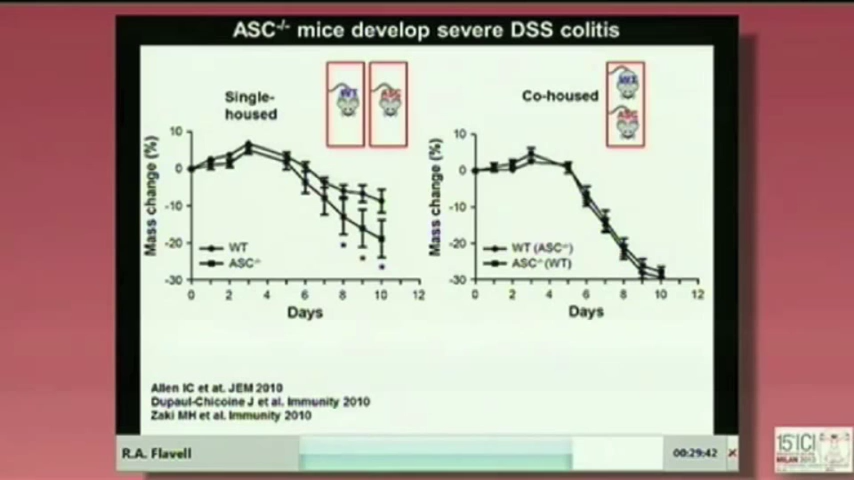 ASC-/- mice develop severe DSS colitis
Single-
housed
WT
ASC
Co-housed
WT
ASC
Mass change (%)
10
0
-10
-20
-30
WT
ASC-/-
* * *
0 2 4 6 8 10 12
Days
Mass change (%)
10
0
-10
-20
-30
WT (ASC-/-)
ASC-/- (WT)
0 2 4 6 8 10 12
Days
Allen IC et at. JEM 2010
Dupaul-Chicoine J et al. Immunity 2010
Zaki MH et al. Immunity 2010
R.A. Flavell
00:29:42
15th ICI
MILAN 2013